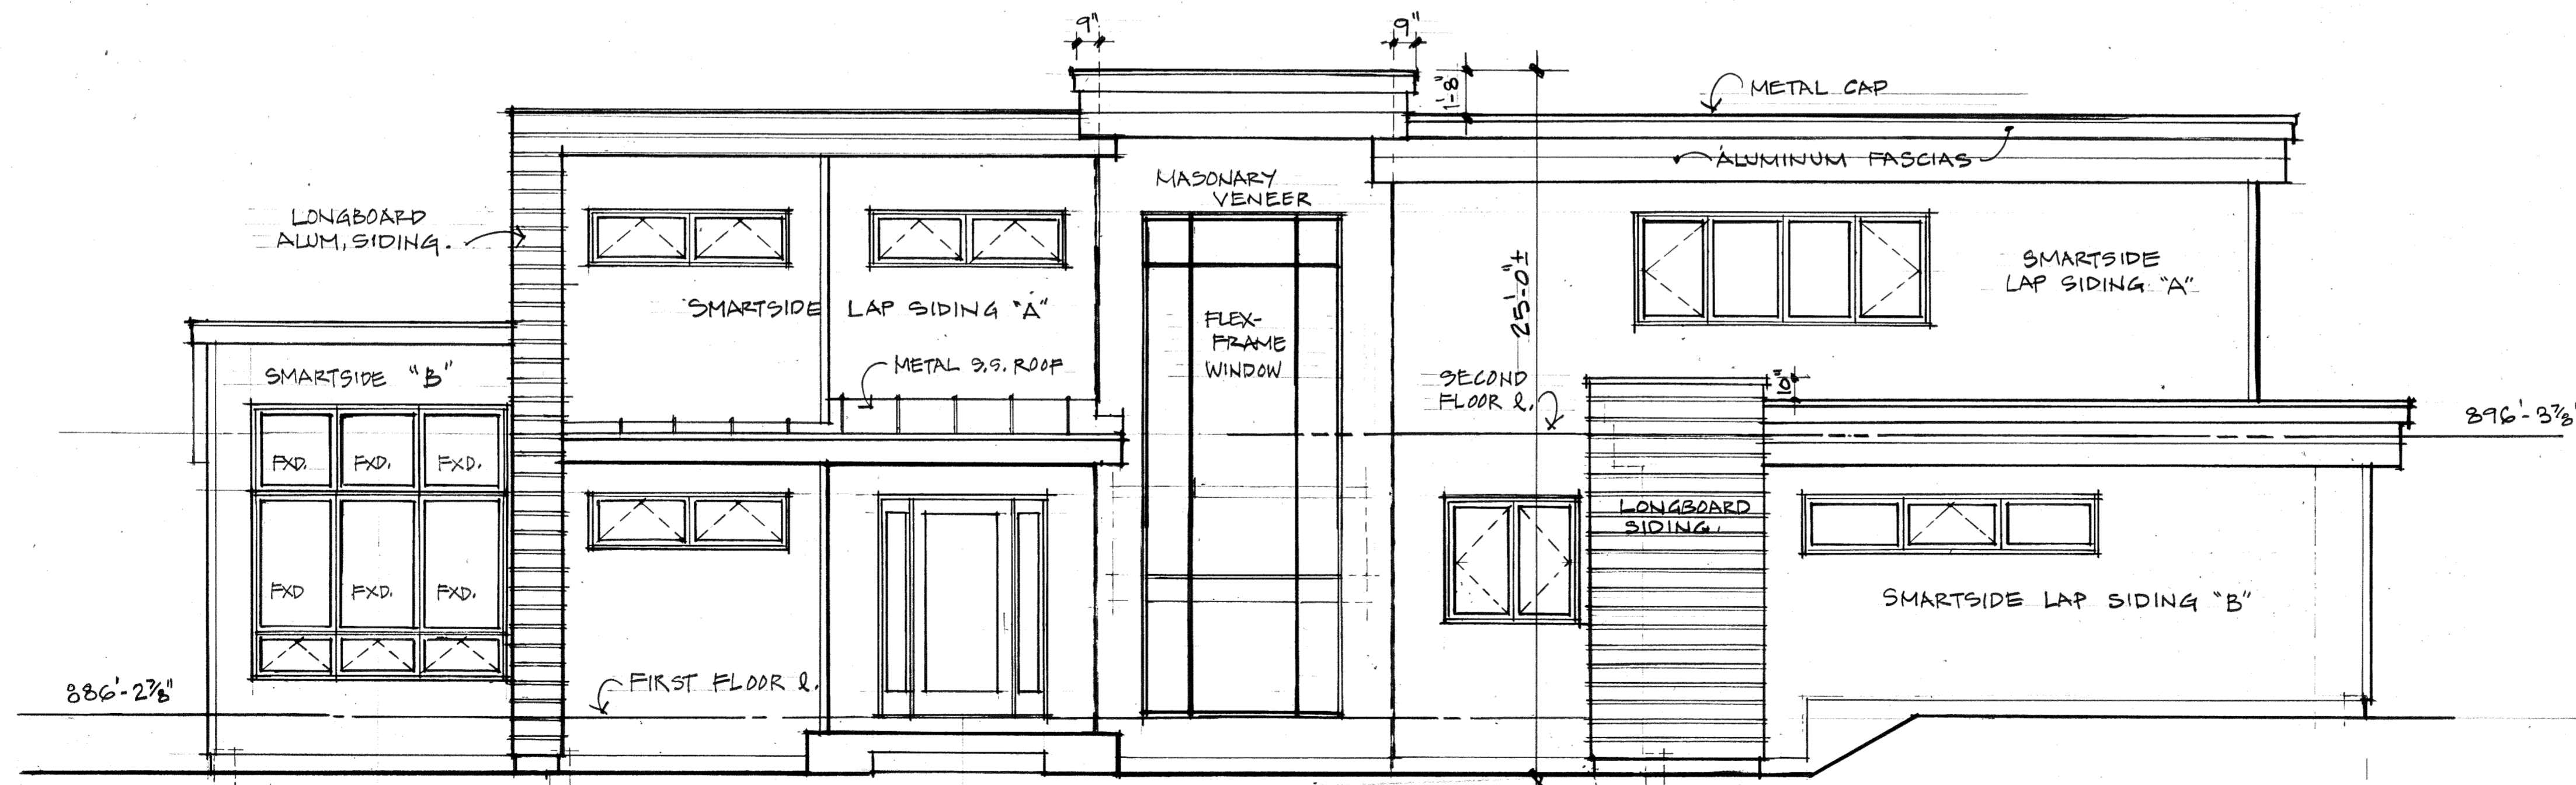 9"
9"
1'-8"
METAL CAP
ALUMINUM FASCIAS
MASONARY
VENEER
LONGBOARD
ALUM, SIDING.
SMARTSIDE
LAP SIDING "A"
25'-0"±
SMARTSIDE LAP SIDING "A"
FLEX-
FRAME
WINDOW
METAL S.S. ROOF
SMARTSIDE "B"
SECOND
FLOOR ℓ.
10"
896'-3⅞"
FXD. FXD. FXD.
LONGBOARD
SIDING.
FXD FXD. FXD.
SMARTSIDE LAP SIDING "B"
886'-2⅞"
FIRST FLOOR ℓ.